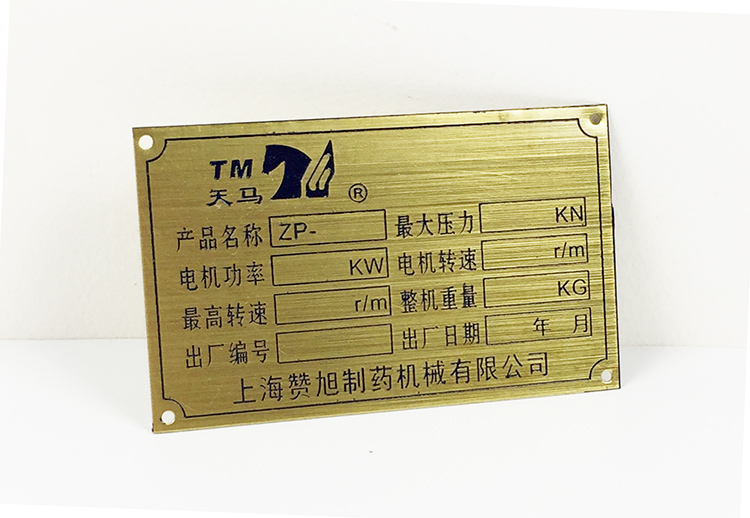 TM
天马 ®
产品名称 ZP- 最大压力 KN
电机功率 KW 电机转速 r/m
最高转速 r/m 整机重量 KG
出厂编号 出厂日期 年 月
上海赞旭制药机械有限公司